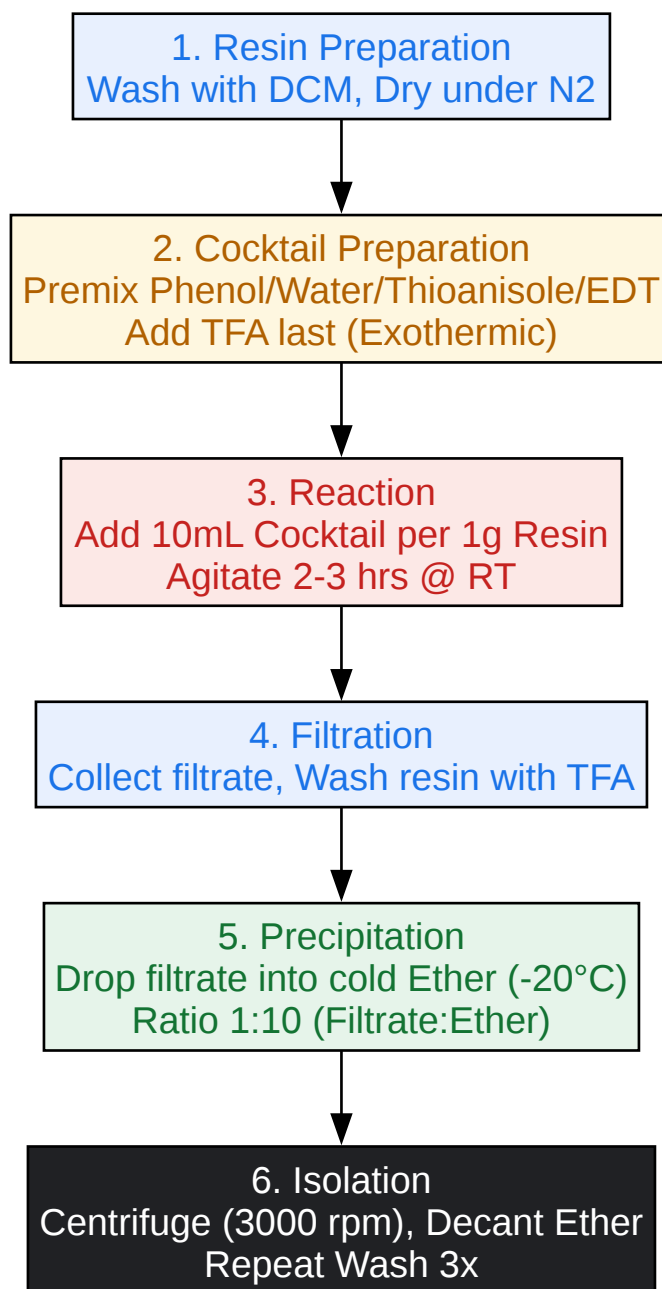 1. Resin Preparation
Wash with DCM, Dry under N2
2. Cocktail Preparation
Premix Phenol/Water/Thioanisole/EDT
Add TFA last (Exothermic)
3. Reaction
Add 10mL Cocktail per 1g Resin
Agitate 2-3 hrs @ RT
4. Filtration
Collect filtrate, Wash resin with TFA
5. Precipitation
Drop filtrate into cold Ether (-20°C)
Ratio 1:10 (Filtrate:Ether)
6. Isolation
Centrifuge (3000 rpm), Decant Ether
Repeat Wash 3x